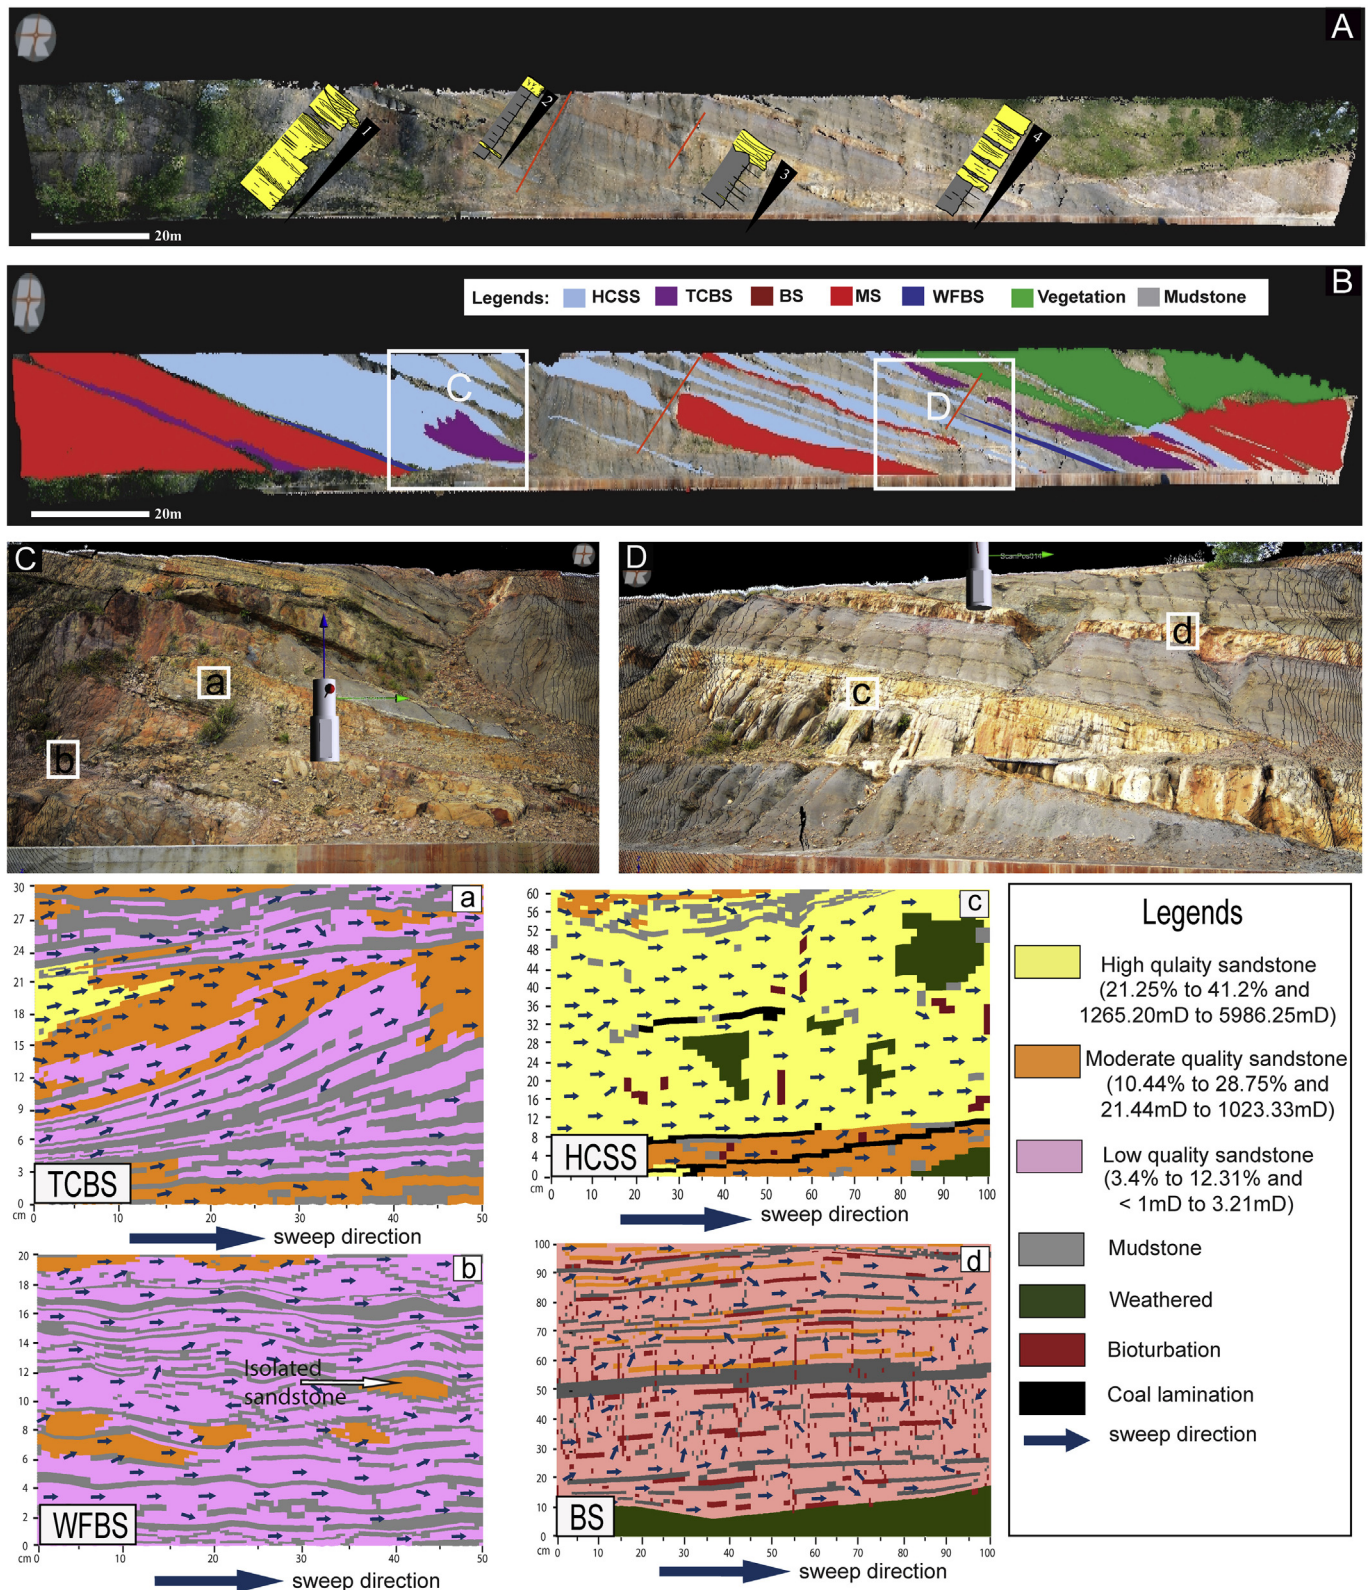 A
1
2
3
4
20m
B
Legends: HCSS TCBS BS MS WFBS Vegetation Mudstone
C
D
20m
C
a
b
D
ScanPos014
c
d
a
30
27
24
21
18
15
12
9
6
3
0
TCBS
cm 0 10 20 30 40 50
sweep direction
c
60
56
52
48
44
40
36
32
28
24
20
16
12
8
4
0
HCSS
cm 0 10 20 30 40 50 60 70 80 90 100
sweep direction
b
20
18
16
14
12
10
8
6
4
2
0
Isolated
sandstone
WFBS
cm 0 10 20 30 40 50
sweep direction
d
100
90
80
70
60
50
40
30
20
10
0
BS
cm 0 10 20 30 40 50 60 70 80 90 100
sweep direction
Legends
High qulaity sandstone
(21.25% to 41.2% and
1265.20mD to 5986.25mD)
Moderate quality sandstone
(10.44% to 28.75% and
21.44mD to 1023.33mD)
Low quality sandstone
(3.4% to 12.31% and
< 1mD to 3.21mD)
Mudstone
Weathered
Bioturbation
Coal lamination
sweep direction